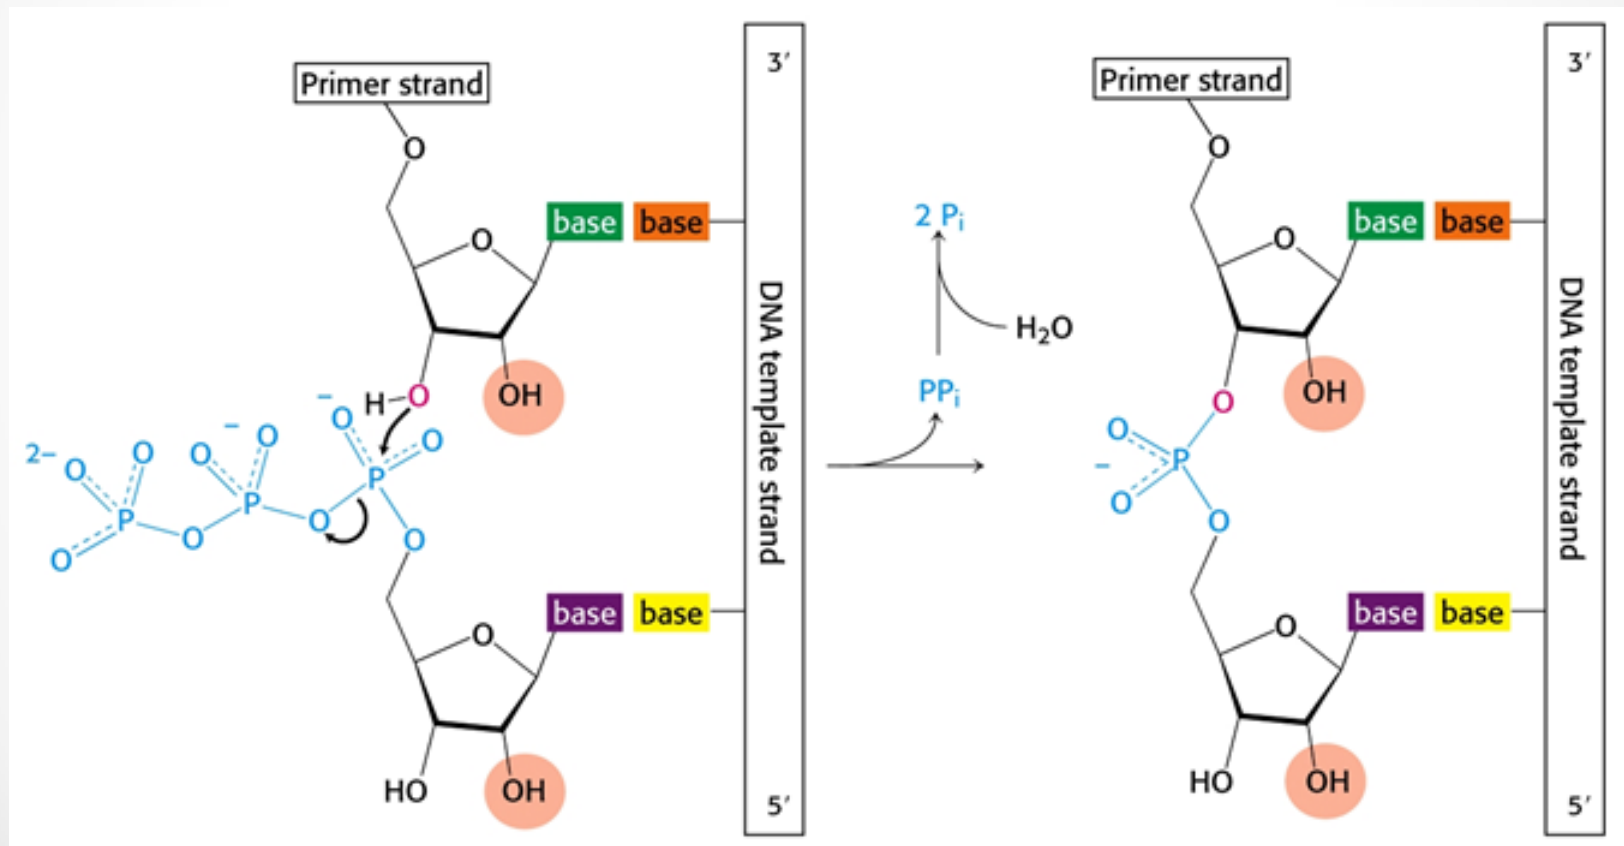 Primer strand
O
O
base base
H–O
OH
2–
O
O
O
P
O
O
–
O
P
O
–
O
O
P
O
O
base base
HO
OH
3′
DNA template strand
5′
2 Pi
H₂O
PPi
Primer strand
O
O
base base
O
OH
O
–
P
O
O
O
base base
HO
OH
3′
DNA template strand
5′